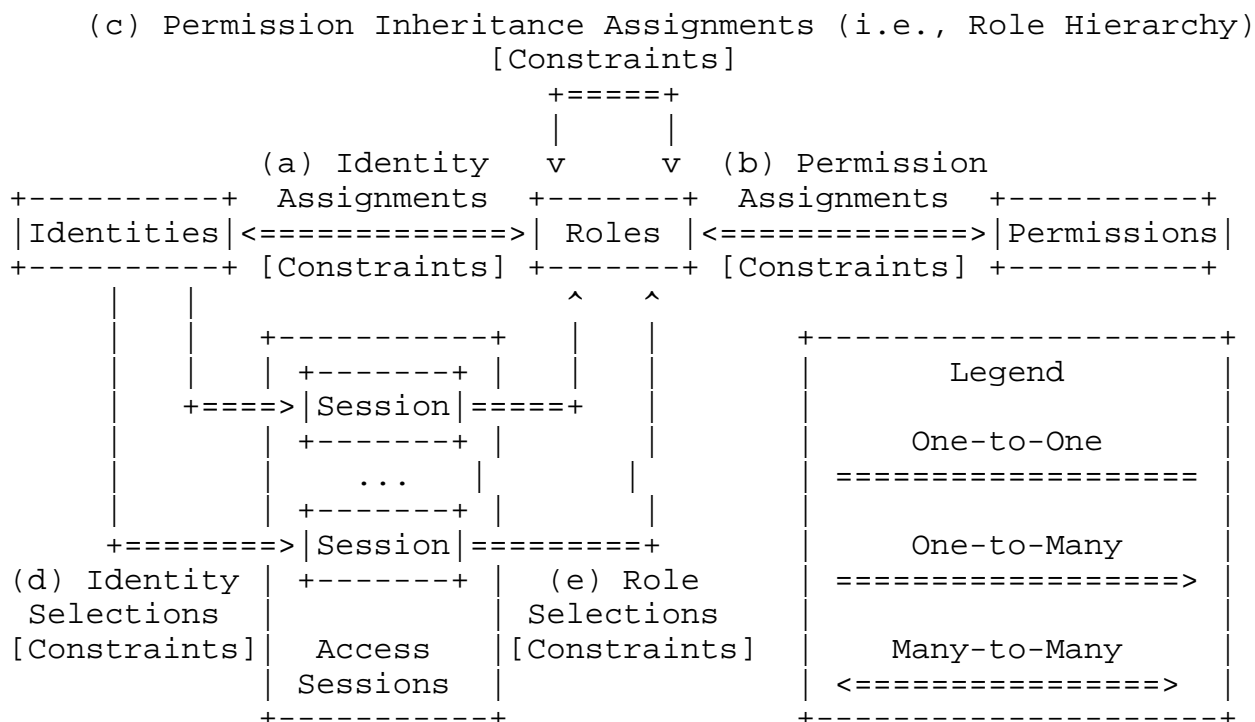 (c) Permission Inheritance Assignments (i.e., Role Hierarchy)
[Constraints]
+=====+
|     |
(a) Identity   v     v  (b) Permission
+----------+  Assignments  +-------+  Assignments  +----------+
|Identities|<=============>| Roles |<=============>|Permissions|
+----------+ [Constraints] +-------+ [Constraints] +----------+
|   |                   ^   ^
|   |   +-----------+   |   |       +---------------------+
|   |   | +-------+ |   |   |       |       Legend        |
|   +====>|Session|=====+   |       |                     |
|       | +-------+ |       |       |     One-to-One      |
|       |   ...   |       |         | =================== |
|       | +-------+ |       |       |                     |
+========>|Session|=========+       |     One-to-Many     |
(d) Identity | +-------+ |  (e) Role       | ==================> |
Selections |           | Selections      |                     |
[Constraints]|  Access   |[Constraints]    |    Many-to-Many     |
| Sessions  |                 | <================>  |
+-----------+                 +---------------------+